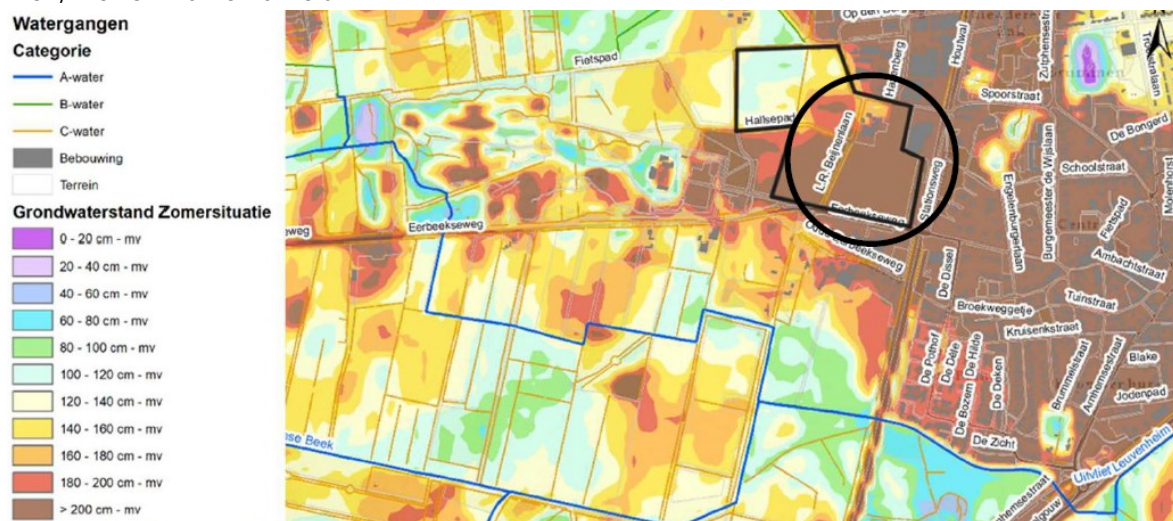 Watergangen
Categorie
A-water
B-water
C-water
Bebouwing
Terrein
Grondwaterstand Zomersituatie
0 - 20 cm - mv
20 - 40 cm - mv
40 - 60 cm - mv
60 - 80 cm - mv
80 - 100 cm - mv
100 - 120 cm - mv
120 - 140 cm - mv
140 - 160 cm - mv
160 - 180 cm - mv
180 - 200 cm - mv
> 200 cm - mv
Fietspad
Houtwal
Zutphensestraat
Troelstralaan
Spoorstraat
De Bongerd
Hallsepad
L.R. Beijnenlaan
Stationsweg
Engelenburgerlaan
Burgemeester de Wijslaan
Schoolstraat
Fietspad
Eerbeekseweg
Eerbeekseweg
Oude Eerbeekseweg
Ambachtstraat
De Dissel
Broekweggetje
Tuinstraat
Kruisenkstraat
De Pothof
De Déle
De Bozem
De Hilde
De Deken
Brummelstraat
Arnhemsestraat
Blake
Jodenpad
De Zicht
nse Beek
Uitvliet Leuvenheim